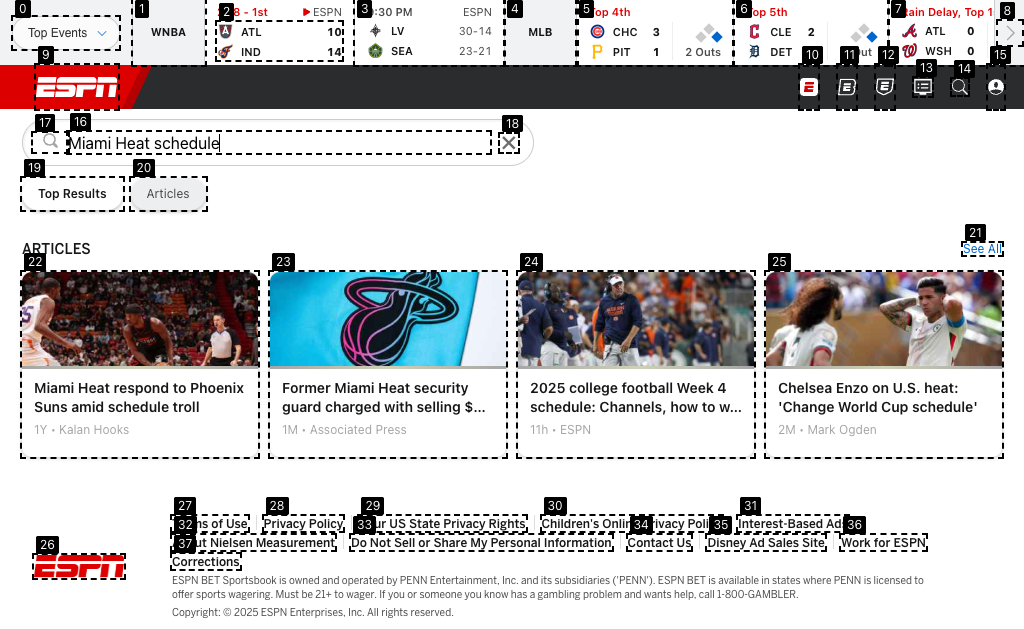 0
Top Events
1
WNBA
2
8 - 1st
ESPN
ATL 10
IND 14
3
:30 PM
ESPN
LV 30-14
SEA 23-21
4
MLB
5
Top 4th
CHC 3
PIT 1
2 Outs
6
Top 5th
CLE 2
DET
Out
7
Rain Delay, Top 1
ATL 0
WSH 0
8
9
ESPN
10
11
12
13
14
15
17
16
18
Miami Heat schedule
19
20
Top Results
Articles
21
ARTICLES
See All
22
23
24
25
Miami Heat respond to Phoenix
Suns amid schedule troll
1Y • Kalan Hooks
Former Miami Heat security
guard charged with selling $...
1M • Associated Press
2025 college football Week 4
schedule: Channels, how to w...
11h • ESPN
Chelsea Enzo on U.S. heat:
'Change World Cup schedule'
2M • Mark Ogden
26
ESPN
27
28
29
30
31
Terms of Use
Privacy Policy
Your US State Privacy Rights
Children's Online Privacy Policy
Interest-Based Ads
32
33
34
35
36
About Nielsen Measurement
Do Not Sell or Share My Personal Information
Contact Us
Disney Ad Sales Site
Work for ESPN
37
Corrections
ESPN BET Sportsbook is owned and operated by PENN Entertainment, Inc. and its subsidiaries ('PENN'). ESPN BET is available in states where PENN is licensed to
offer sports wagering. Must be 21+ to wager. If you or someone you know has a gambling problem and wants help, call 1-800-GAMBLER.
Copyright: © 2025 ESPN Enterprises, Inc. All rights reserved.